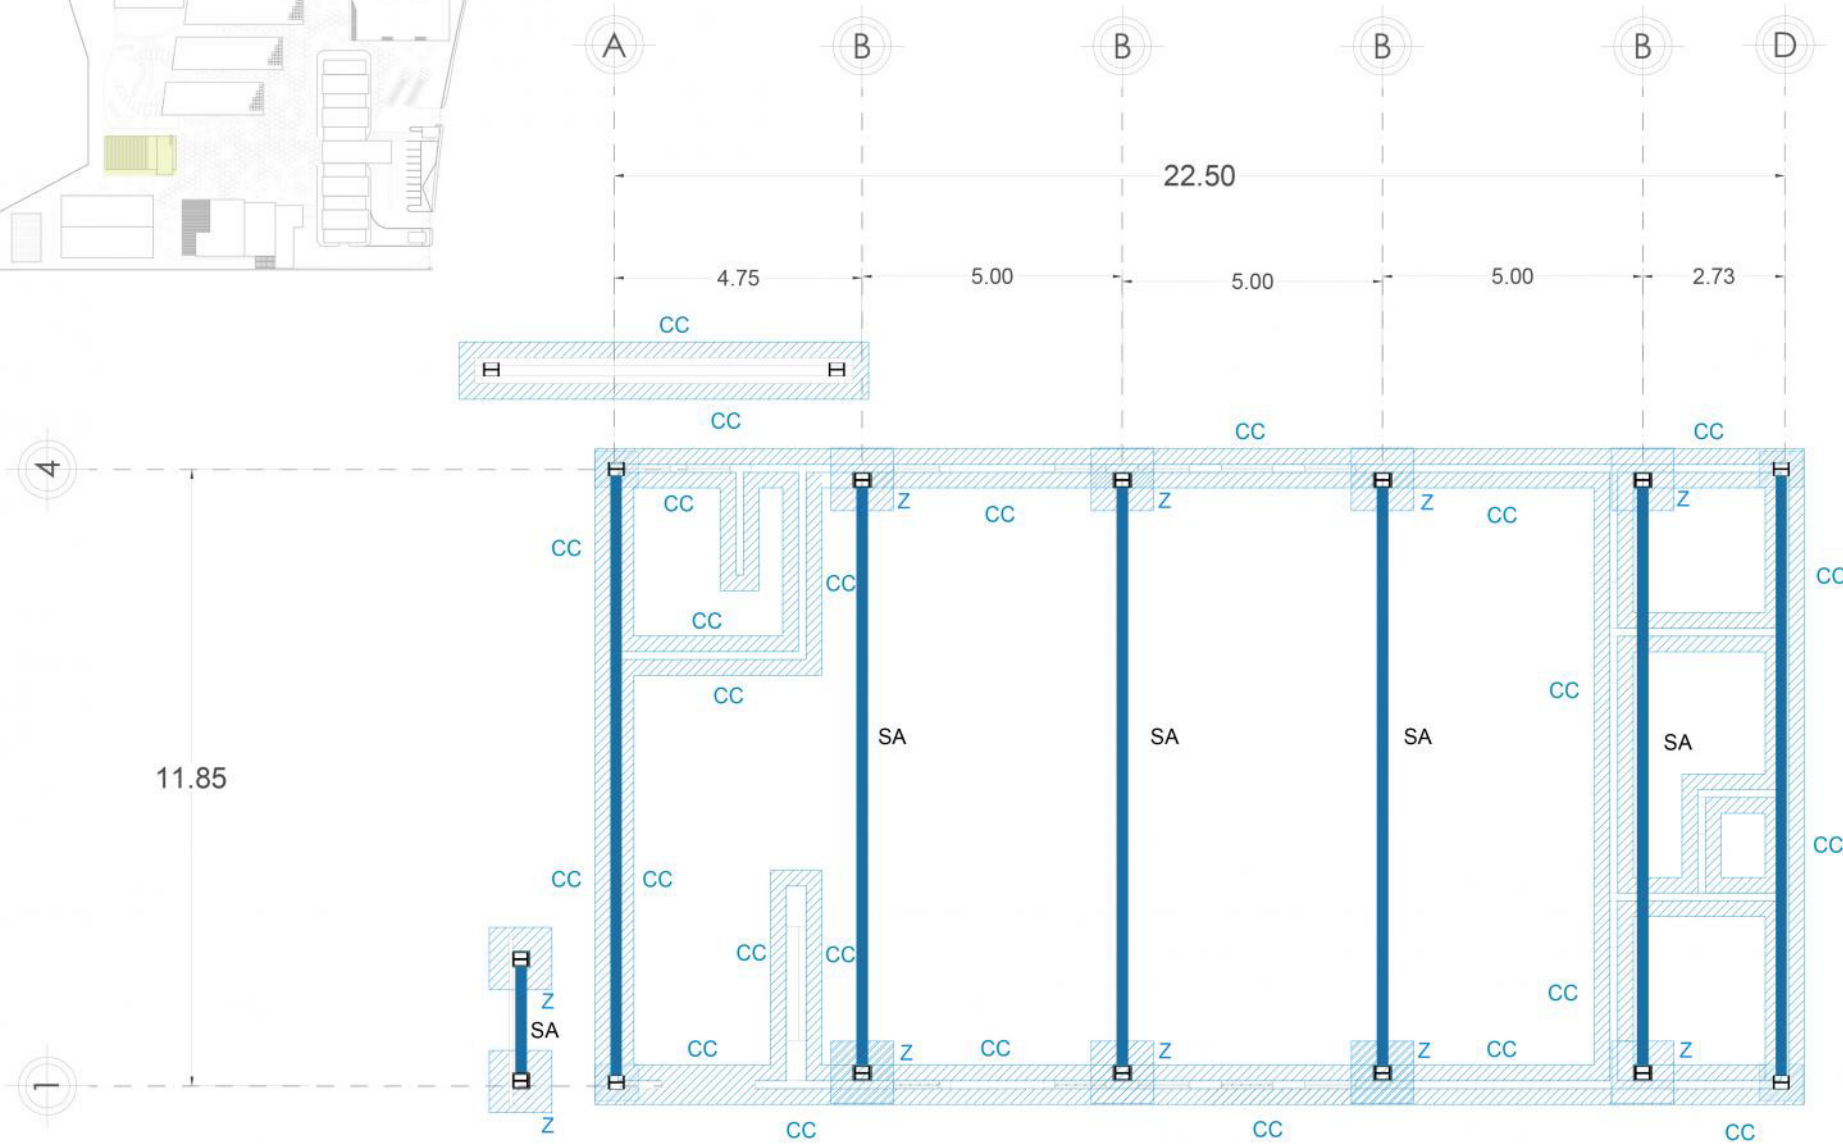 A B B B B D
22.50
4.75 5.00 5.00 5.00 2.73
CC
CC CC CC
4
CC Z CC Z Z CC Z
CC CC CC
CC
CC CC
11.85 SA SA SA SA
CC
CC CC
CC CC
Z CC
SA
CC Z CC Z Z CC Z
1
Z CC CC CC